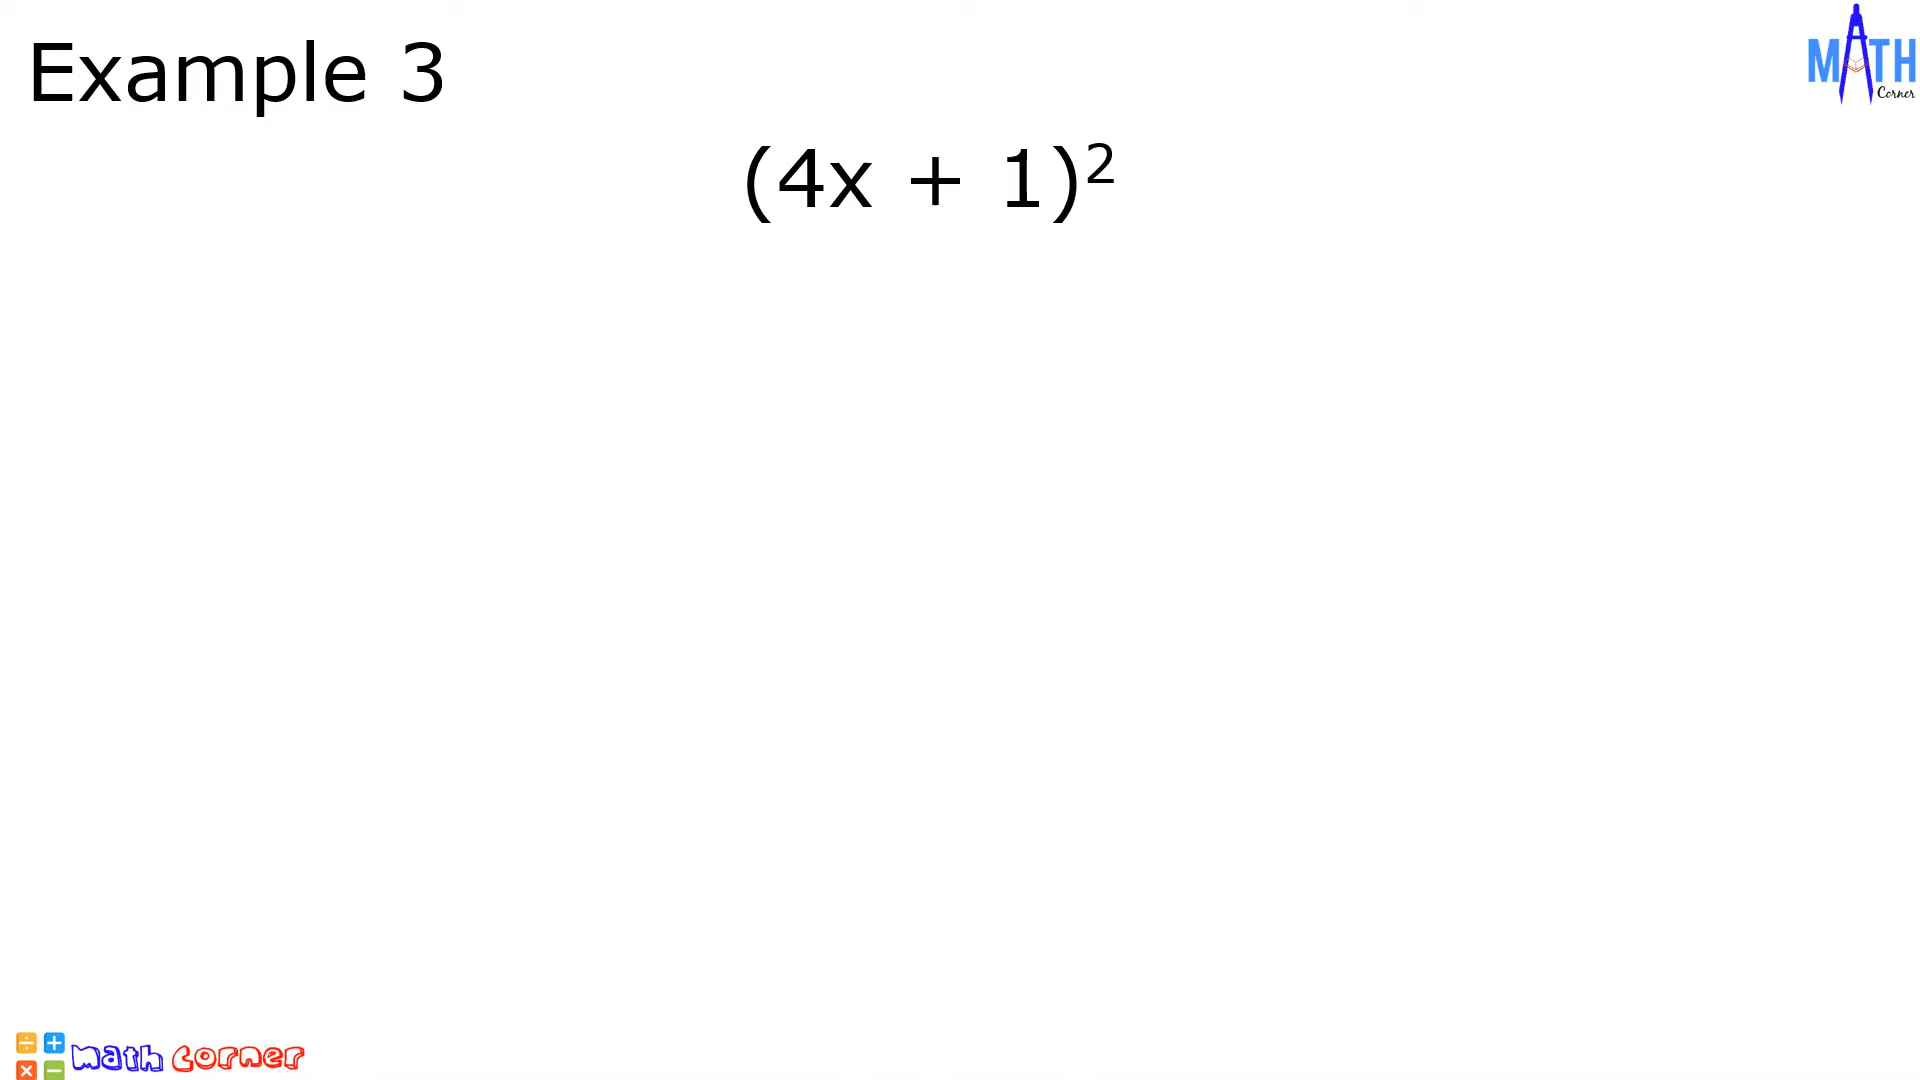 Example 3
MATH
Corner
(4x + 1)²
math corner